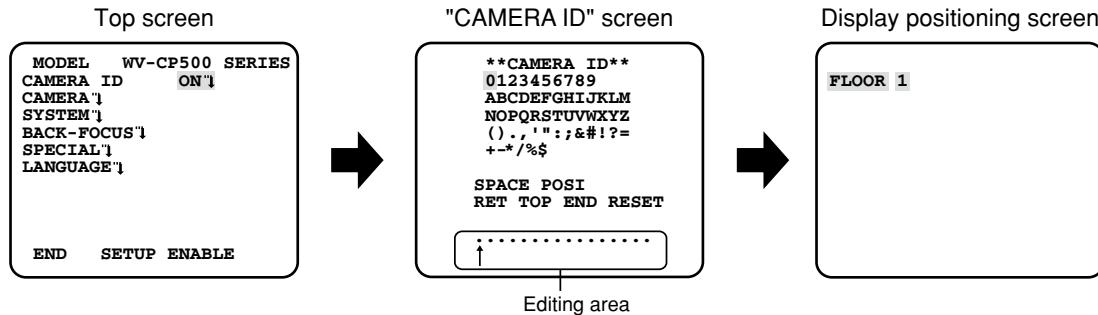 Top screen
MODEL WV-CP500 SERIES
CAMERA ID ON
CAMERA
SYSTEM
BACK-FOCUS
SPECIAL
LANGUAGE
END SETUP ENABLE
"CAMERA ID" screen
**CAMERA ID**
0123456789
ABCDEFGHIJKLM
NOPQRSTUVWXYZ
().,'":;&#!?=
+-*/%$
SPACE POSI
RET TOP END RESET
................
Editing area
Display positioning screen
FLOOR 1